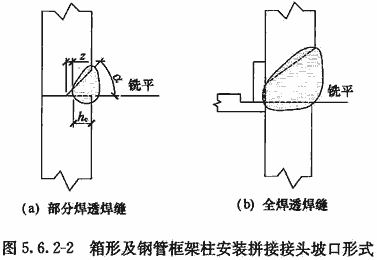 z
α
铣平
hₑ
铣平
(a) 部分焊透焊缝
(b) 全焊透焊缝
图 5.6.2-2 箱形及钢管框架柱安装拼接接头坡口形式